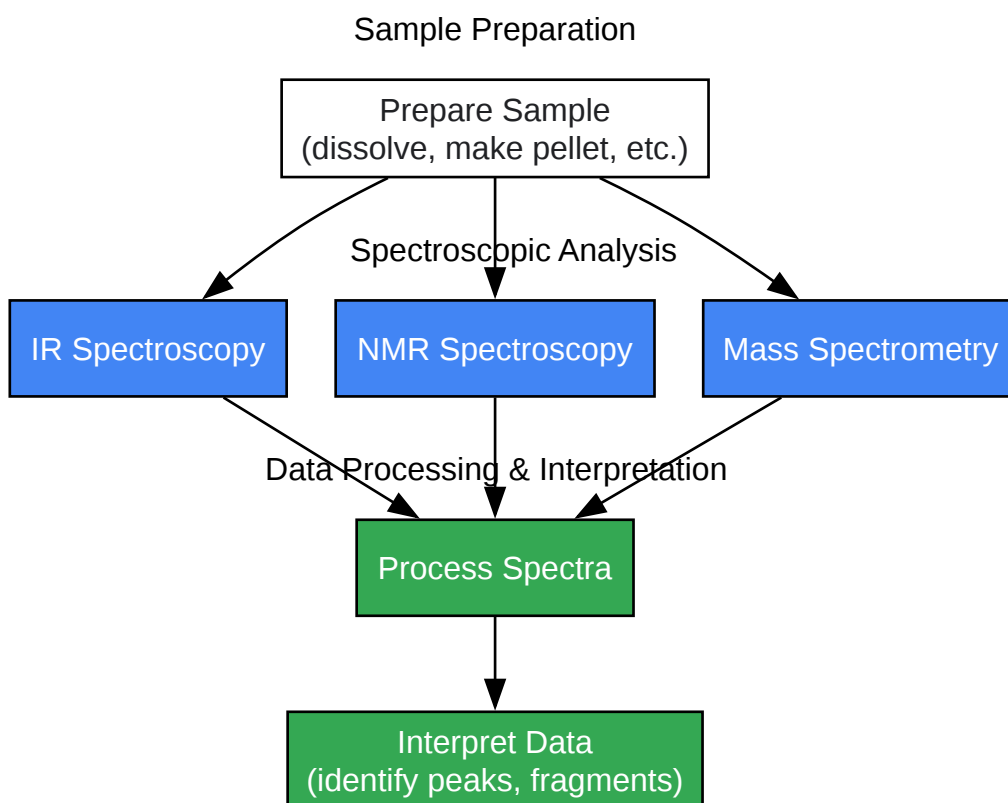 Sample Preparation
Prepare Sample
(dissolve, make pellet, etc.)
Spectroscopic Analysis
IR Spectroscopy
NMR Spectroscopy
Mass Spectrometry
Data Processing & Interpretation
Process Spectra
Interpret Data
(identify peaks, fragments)